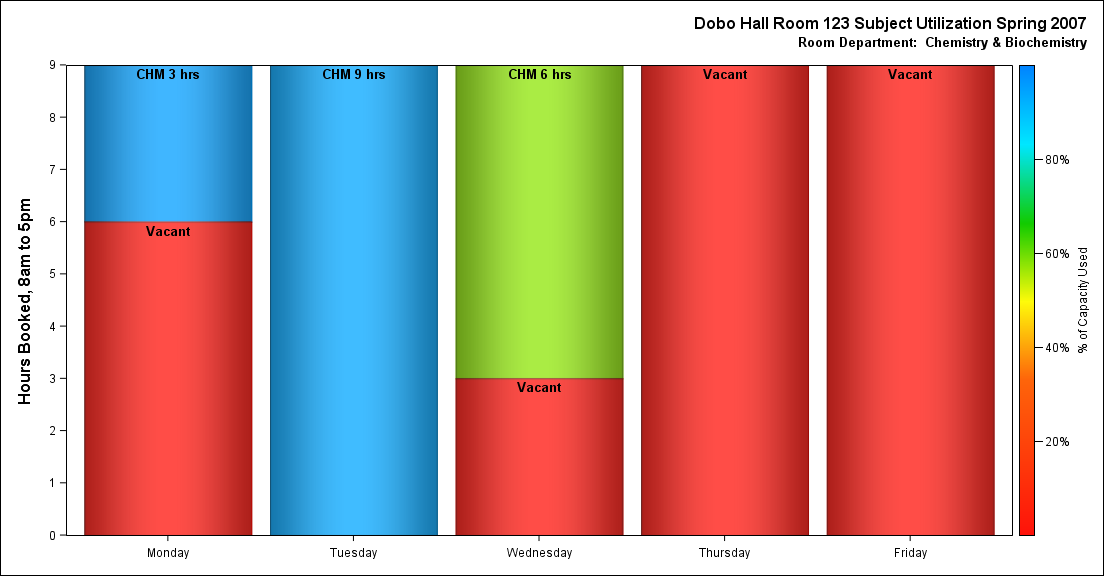 Dobo Hall Room 123 Subject Utilization Spring 2007
Room Department:  Chemistry & Biochemistry
Hours Booked, 8am to 5pm
9
8
7
6
5
4
3
2
1
0
CHM 3 hrs
Vacant
CHM 9 hrs
CHM 6 hrs
Vacant
Vacant
Vacant
Monday
Tuesday
Wednesday
Thursday
Friday
80%
60%
40%
20%
% of Capacity Used